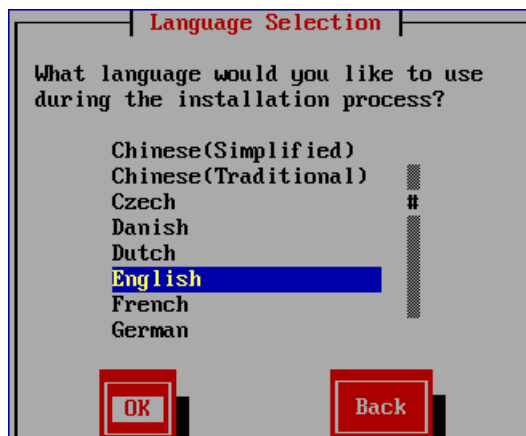 Language Selection
What language would you like to use
during the installation process?
Chinese(Simplified)
Chinese(Traditional)
Czech
#
Danish
Dutch
English
French
German
OK
Back